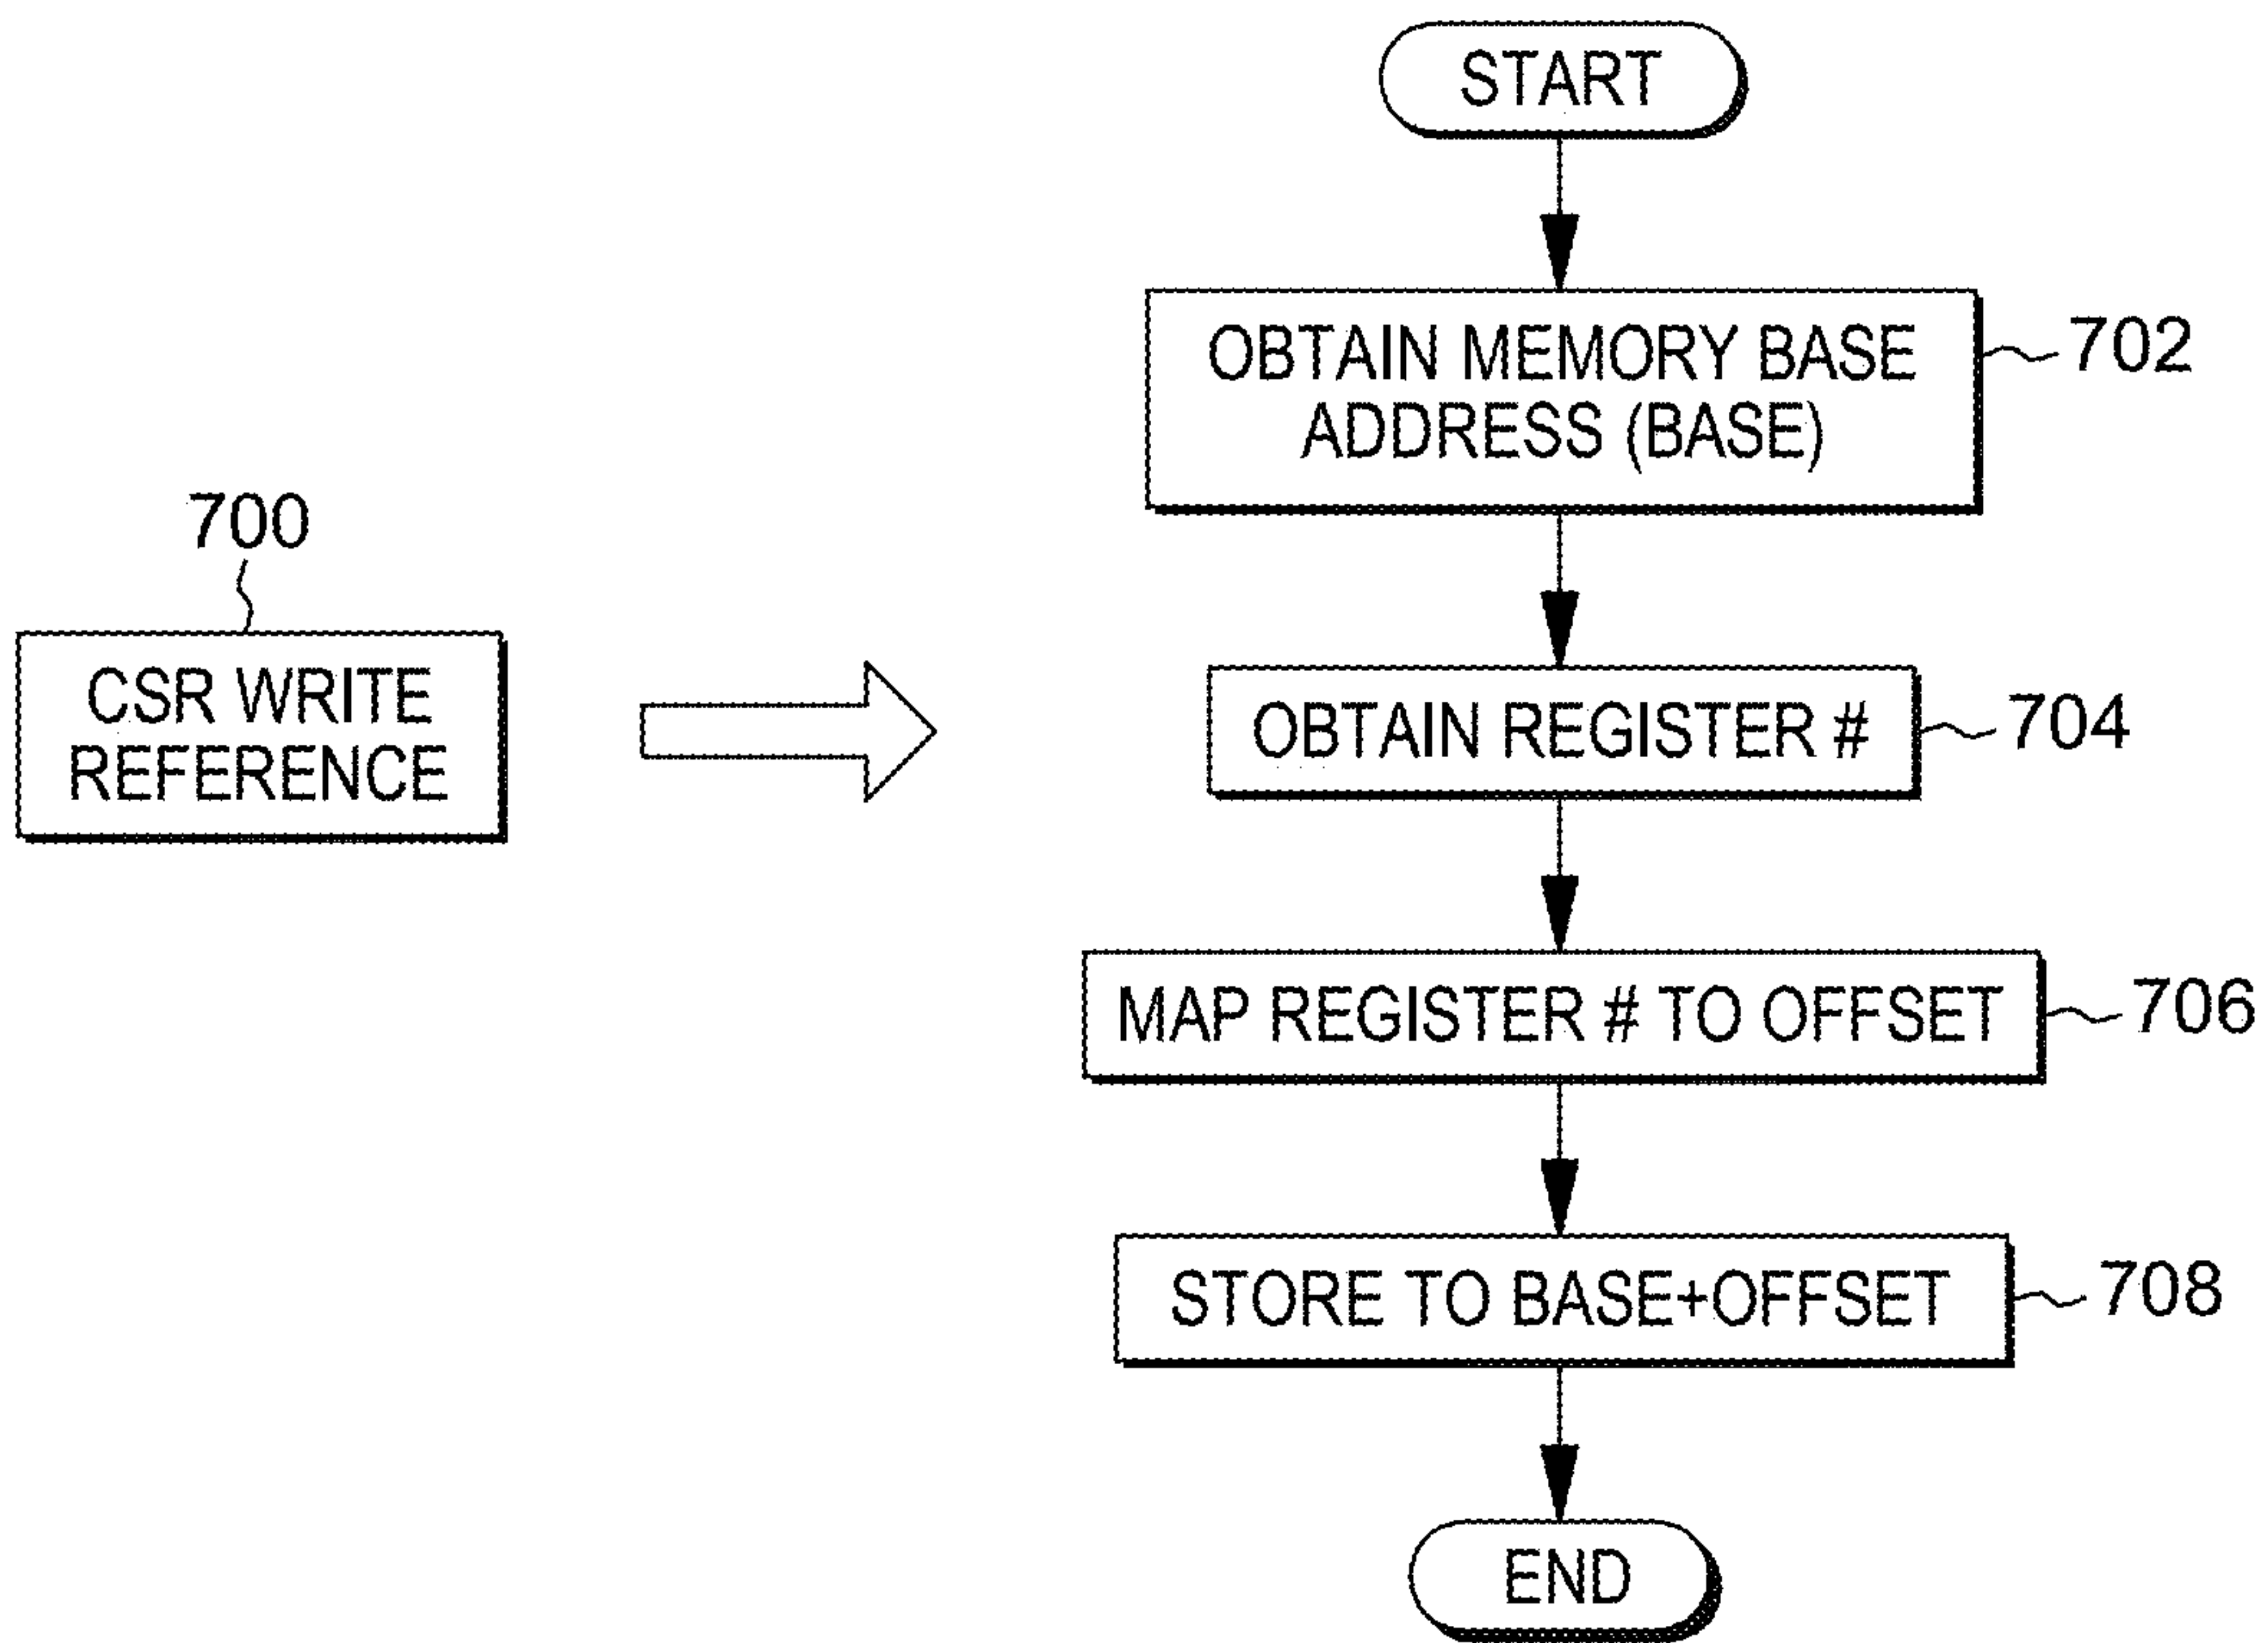 START
OBTAIN MEMORY BASE
ADDRESS (BASE)
702
700
CSR WRITE
REFERENCE
OBTAIN REGISTER #
704
MAP REGISTER # TO OFFSET
706
STORE TO BASE+OFFSET
708
END